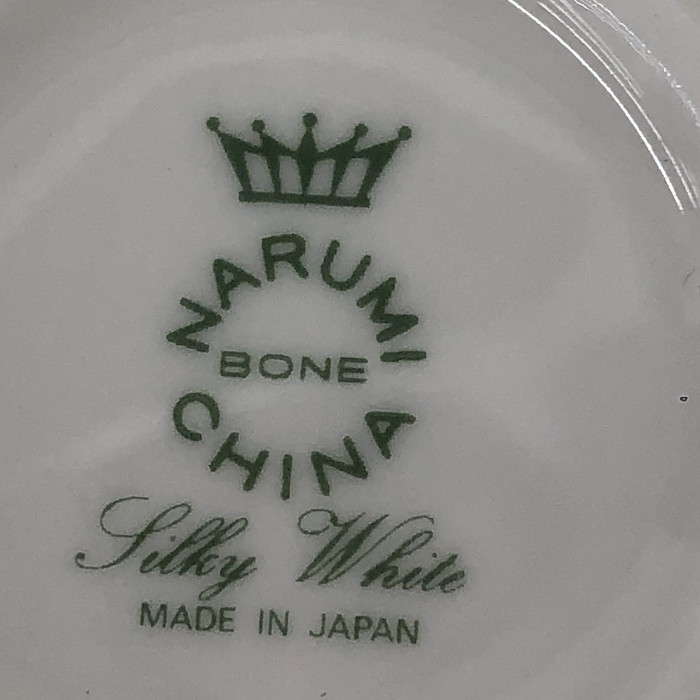 NARUMI
BONE
CHINA
Silky White
MADE IN JAPAN